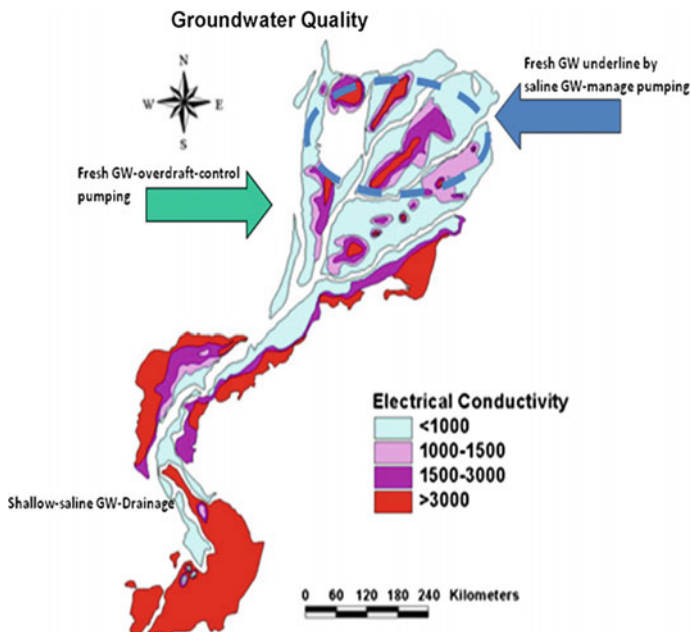 Groundwater Quality
N
W E
S
Fresh GW underline by
saline GW-manage pumping
Fresh GW-overdraft-control
pumping
Electrical Conductivity
<1000
1000-1500
1500-3000
>3000
Shallow-saline GW-Drainage
0 60 120 180 240 Kilometers